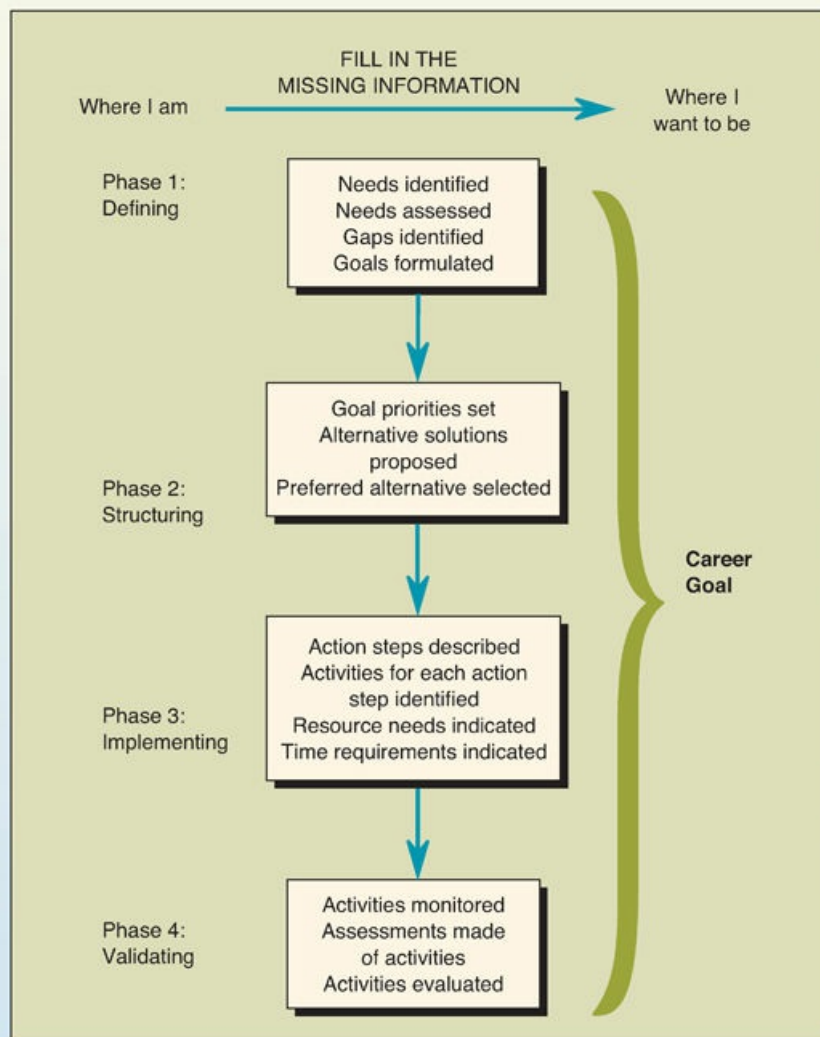 FILL IN THE
MISSING INFORMATION
Where I am
Where I
want to be
Phase 1:
Defining
Needs identified
Needs assessed
Gaps identified
Goals formulated
Phase 2:
Structuring
Goal priorities set
Alternative solutions
proposed
Preferred alternative selected
Phase 3:
Implementing
Action steps described
Activities for each action
step identified
Resource needs indicated
Time requirements indicated
Phase 4:
Validating
Activities monitored
Assessments made
of activities
Activities evaluated
Career
Goal